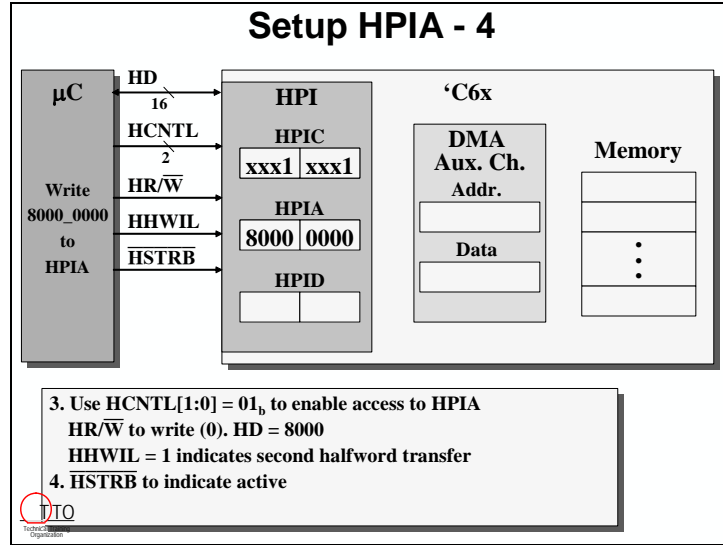 Setup HPIA - 4
μC
Write
8000_0000
to
HPIA
HD
16
HCNTL
2
HR/W̅
HHWIL
H̅S̅T̅R̅B̅
HPI
HPIC
xxx1 xxx1
HPIA
8000 0000
HPID
‘C6x
DMA
Aux. Ch.
Addr.
Data
Memory
3. Use HCNTL[1:0] = 01b to enable access to HPIA
HR/W̅ to write (0). HD = 8000
HHWIL = 1 indicates second halfword transfer
4. H̅S̅T̅R̅B̅ to indicate active
TTO
Technical Training
Organization